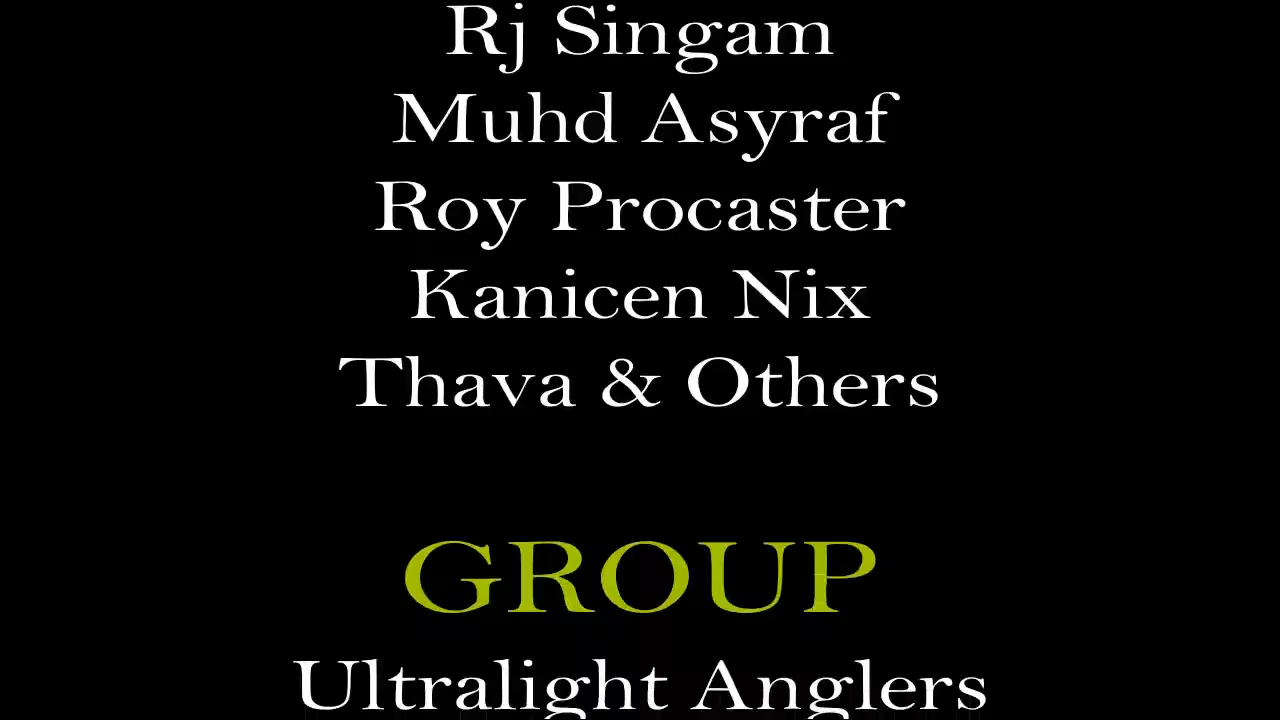 Rj Singam
Muhd Asyraf
Roy Procaster
Kanicen Nix
Thava & Others
GROUP
Ultralight Anglers